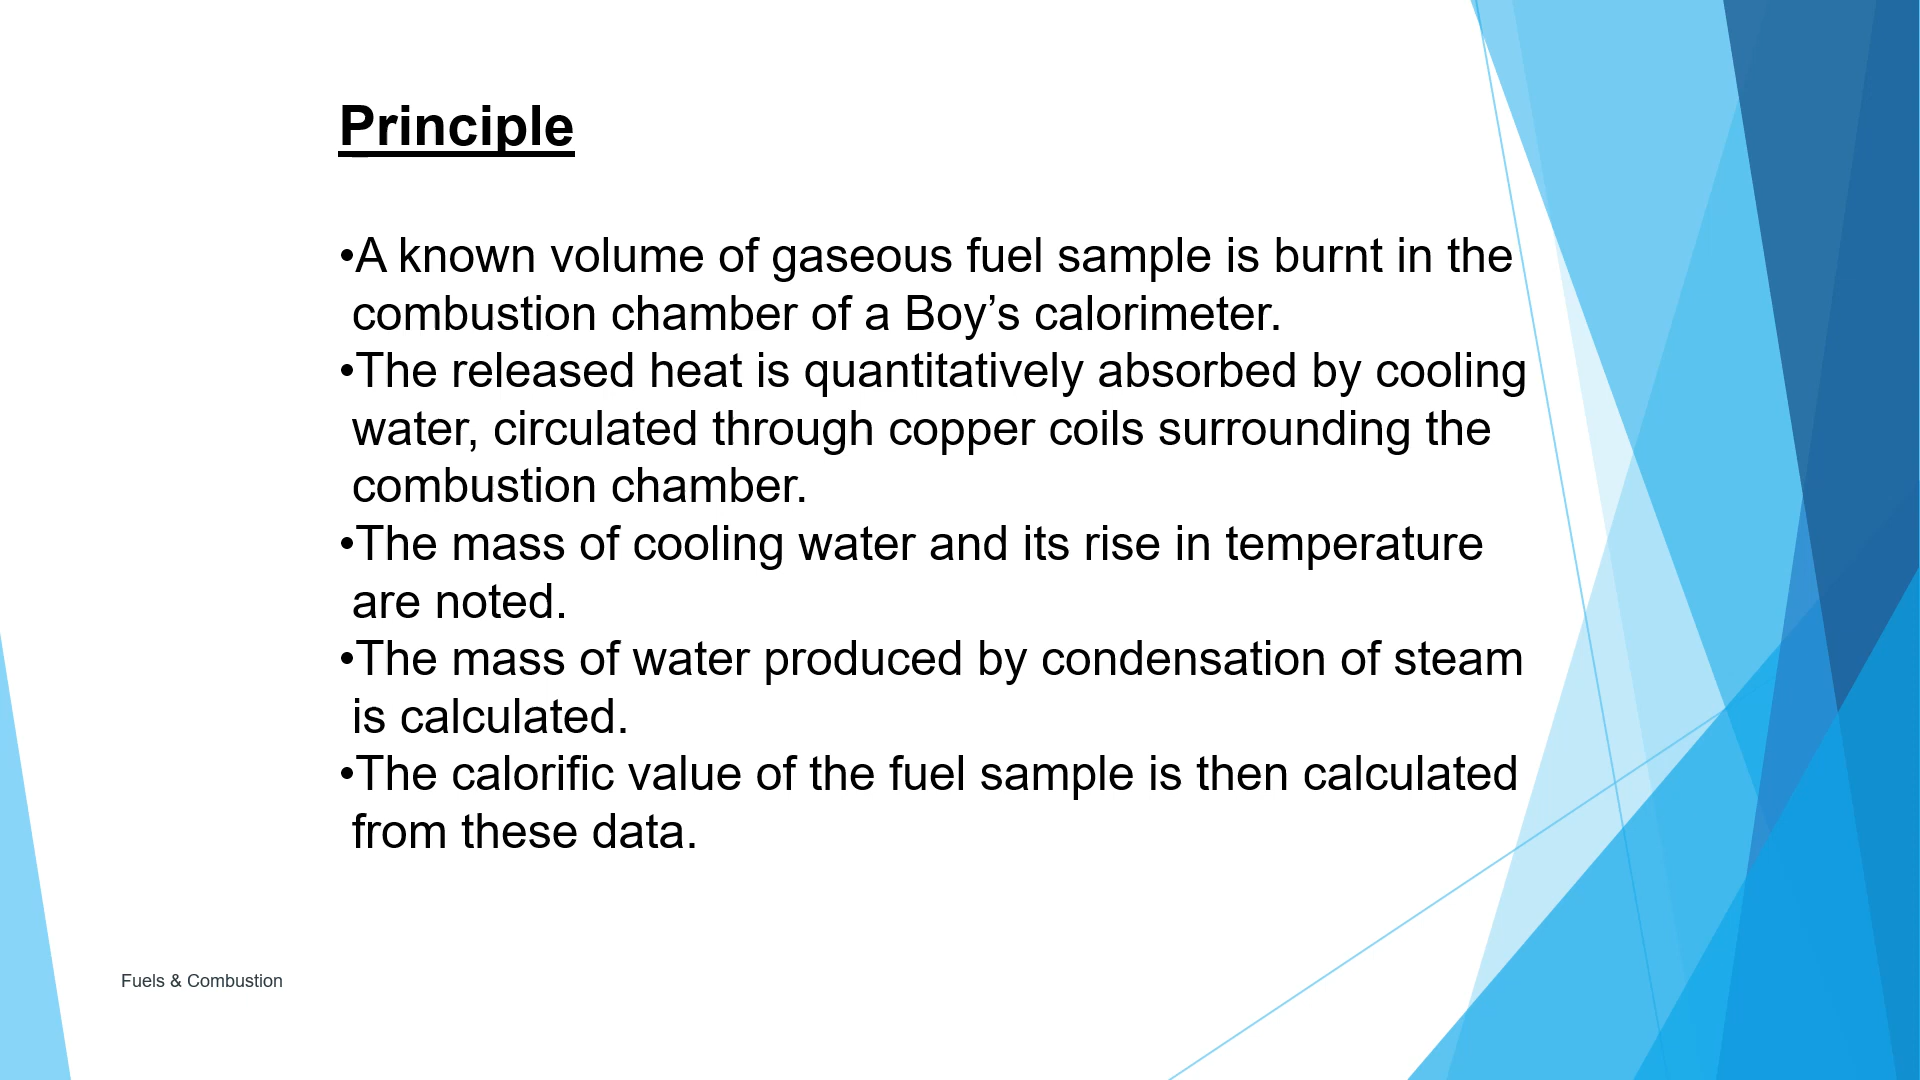 Principle
•A known volume of gaseous fuel sample is burnt in the
combustion chamber of a Boy’s calorimeter.
•The released heat is quantitatively absorbed by cooling
water, circulated through copper coils surrounding the
combustion chamber.
•The mass of cooling water and its rise in temperature
are noted.
•The mass of water produced by condensation of steam
is calculated.
•The calorific value of the fuel sample is then calculated
from these data.
Fuels & Combustion